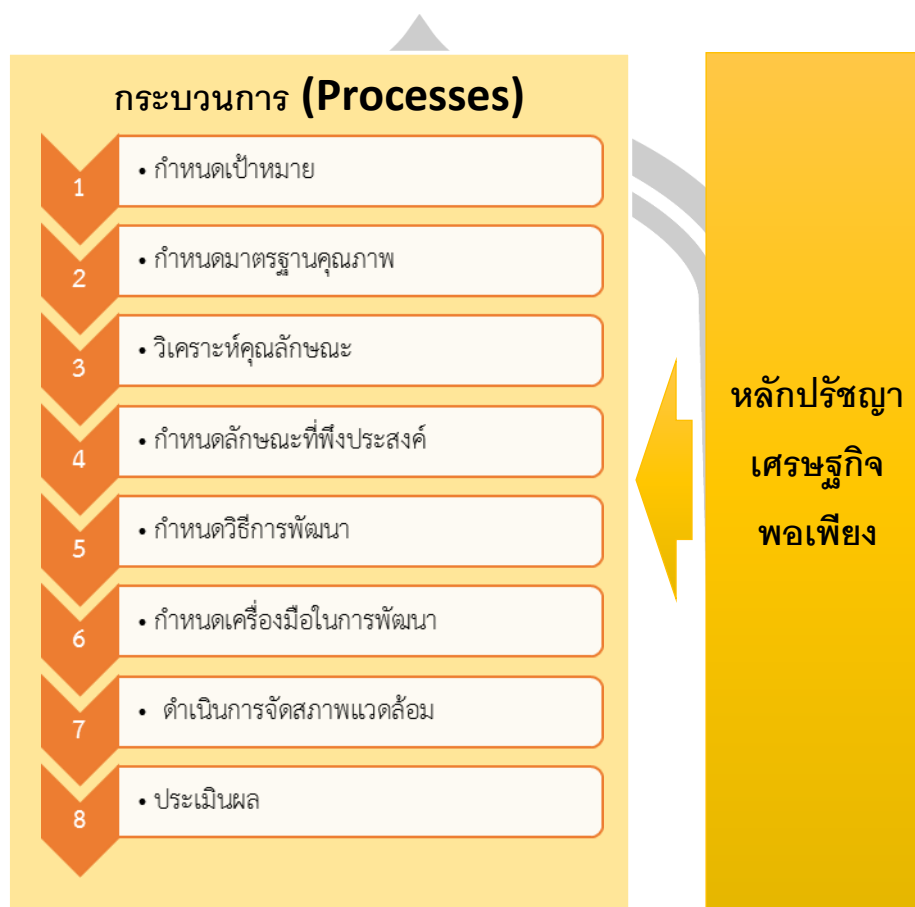 กระบวนการ (Processes)
1
• กำหนดเป้าหมาย
2
• กำหนดมาตรฐานคุณภาพ
3
• วิเคราะห์คุณลักษณะ
4
• กำหนดลักษณะที่พึงประสงค์
5
• กำหนดวิธีการพัฒนา
6
• กำหนดเครื่องมือในการพัฒนา
7
• ดำเนินการจัดสภาพแวดล้อม
8
• ประเมินผล
หลักปรัชญา
เศรษฐกิจ
พอเพียง